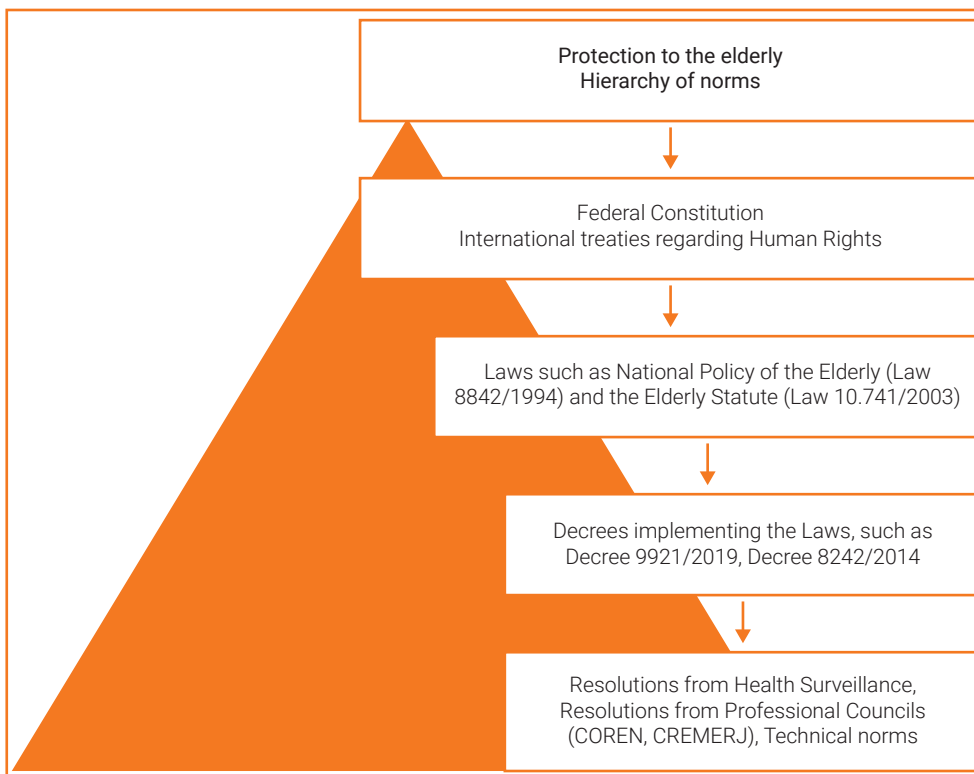 Protection to the elderly
Hierarchy of norms
Federal Constitution
International treaties regarding Human Rights
Laws such as National Policy of the Elderly (Law
8842/1994) and the Elderly Statute (Law 10.741/2003)
Decrees implementing the Laws, such as
Decree 9921/2019, Decree 8242/2014
Resolutions from Health Surveillance,
Resolutions from Professional Councils
(COREN, CREMERJ), Technical norms